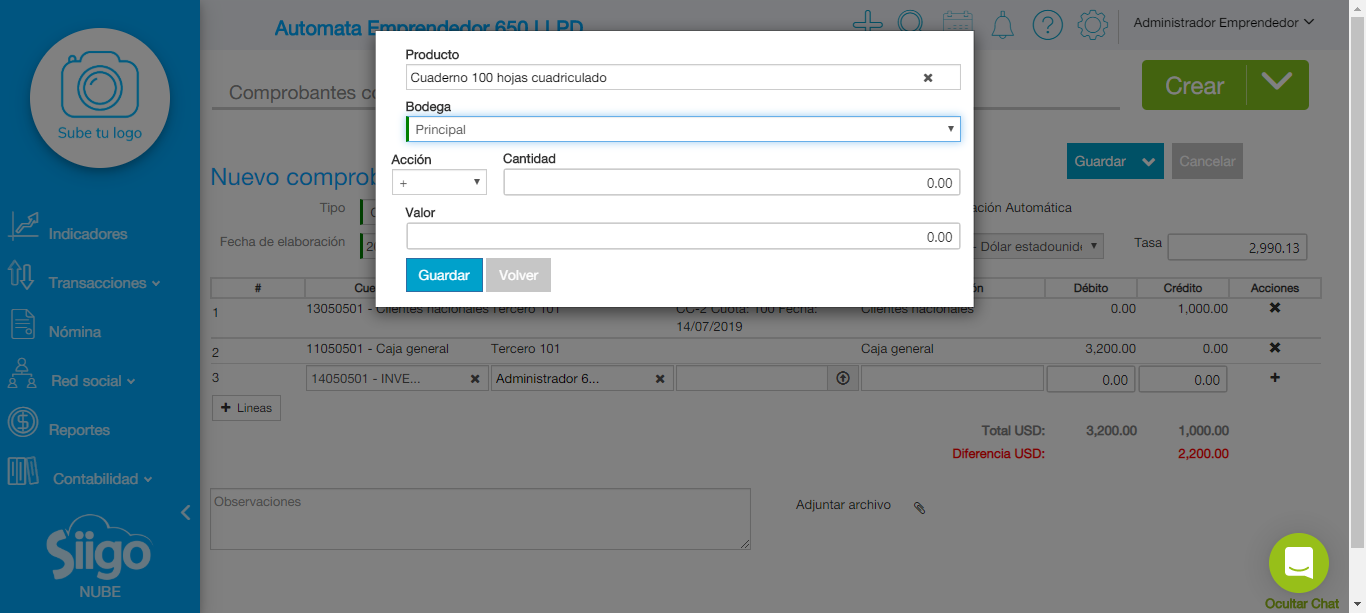 Automata Emprendedor 650 LLPD
Administrador Emprendedor
Sube tu logo
Comprobantes co
Crear
Producto
Cuaderno 100 hojas cuadriculado
Bodega
Principal
Acción
Cantidad
+
0.00
Valor
0.00
Guardar
Volver
Guardar
Cancelar
Nuevo comprob
Tipo
ación Automática
Fecha de elaboración
- Dólar estadounide
Tasa
2,990.13
Indicadores
Transacciones
Nómina
Red social
Reportes
Contabilidad
Siigo
NUBE
#
Cue
ón
Débito
Crédito
Acciones
1
13050501 - Clientes nacionales
Tercero 101
CC-2 Cuota: 100 Fecha:
14/07/2019
Clientes nacionales
0.00
1,000.00
2
11050501 - Caja general
Tercero 101
Caja general
3,200.00
0.00
3
14050501 - INVE...
Administrador 6...
0.00
0.00
Lineas
Total USD:
3,200.00
1,000.00
Diferencia USD:
2,200.00
Observaciones
Adjuntar archivo
Ocultar Chat